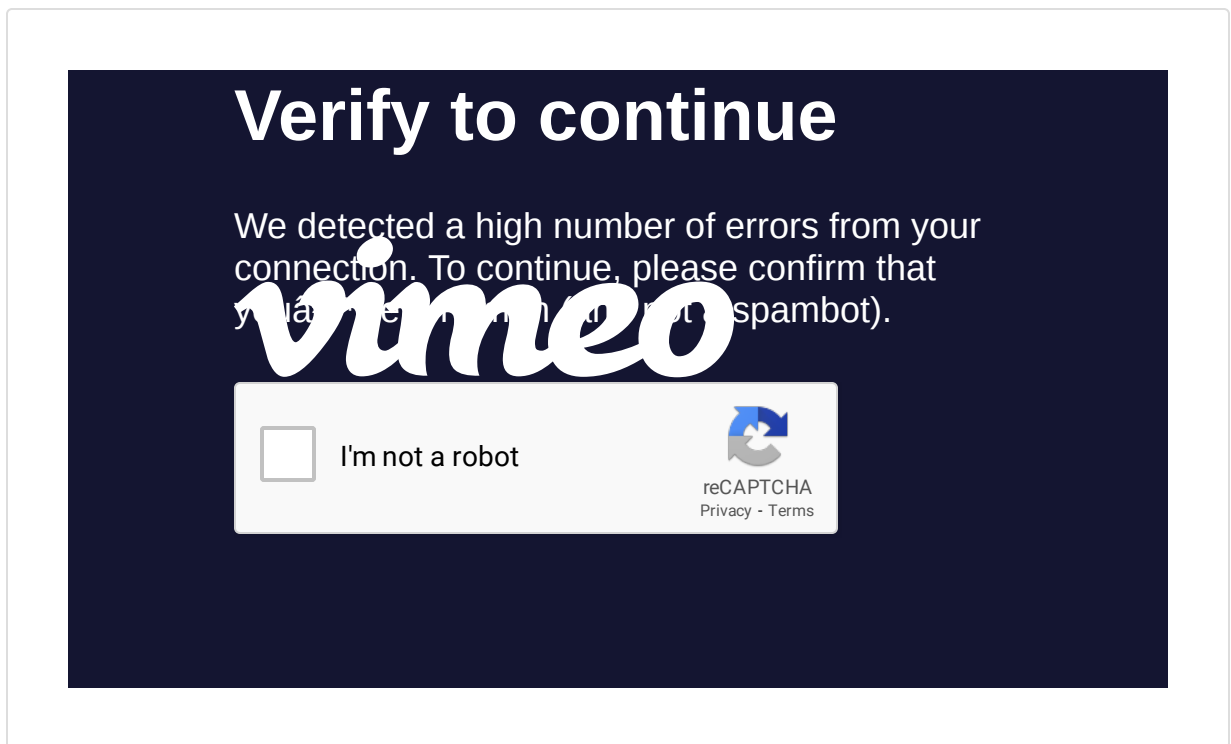 Verify to continue
We detected a high number of errors from your
connection. To continue, please confirm that
spambot).
vimeo
I'm not a robot
reCAPTCHA
Privacy - Terms